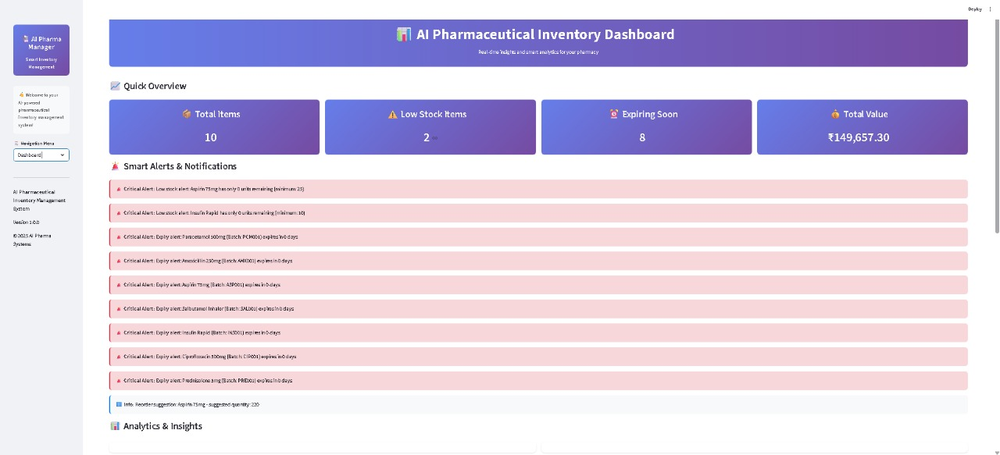 Deploy
AI Pharma
Manager
Smart Inventory
Management
Welcome to your
AI-powered
pharmaceutical
inventory management
system!
Navigation Menu
Dashboard
AI Pharmaceutical
Inventory Management
System
Version 1.0.0
© 2025 AI Pharma
Systems
AI Pharmaceutical Inventory Dashboard
Real-time insights and smart analytics for your pharmacy
Quick Overview
Total Items
10
Low Stock Items
2
Expiring Soon
8
Total Value
₹149,657.30
Smart Alerts & Notifications
Critical Alert: Low stock alert: Aspirin 75mg has only 0 units remaining (minimum: 25)
Critical Alert: Low stock alert: Insulin Rapid has only 0 units remaining (minimum: 10)
Critical Alert: Expiry alert: Paracetamol 500mg (Batch: PCM001) expires in 0 days
Critical Alert: Expiry alert: Amoxicillin 250mg (Batch: AMX001) expires in 0 days
Critical Alert: Expiry alert: Aspirin 75mg (Batch: ASP001) expires in 0 days
Critical Alert: Expiry alert: Salbutamol Inhaler (Batch: SAL001) expires in 0 days
Critical Alert: Expiry alert: Insulin Rapid (Batch: INS001) expires in 0 days
Critical Alert: Expiry alert: Ciprofloxacin 500mg (Batch: CIP001) expires in 0 days
Critical Alert: Expiry alert: Prednisolone 5mg (Batch: PRE001) expires in 0 days
Info: Reorder suggestion: Aspirin 75mg - suggested quantity: 220
Analytics & Insights